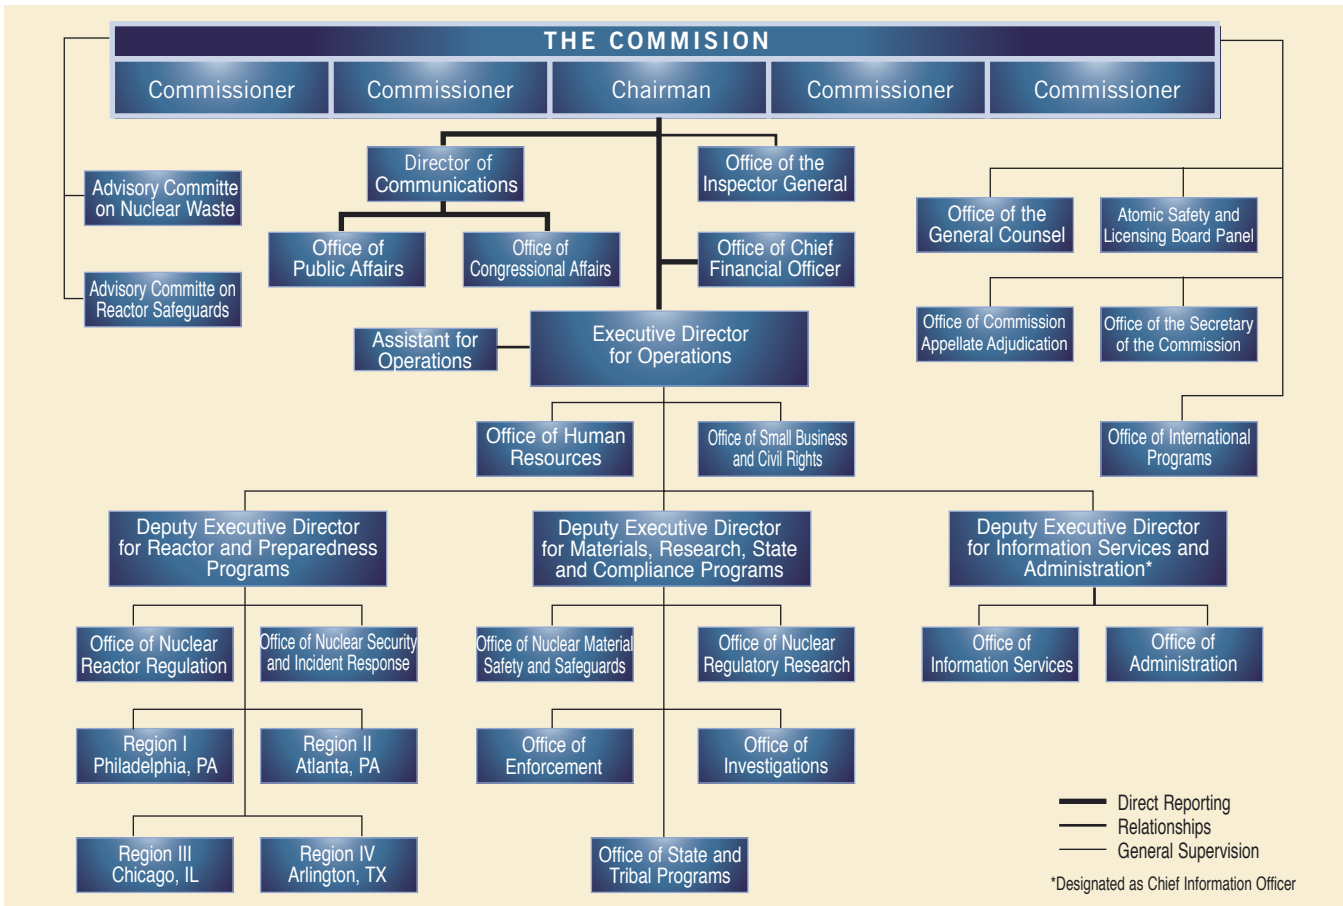 THE COMMISION
Commissioner
Commissioner
Chairman
Commissioner
Commissioner
Director of
Communications
Office of the
Inspector General
Advisory Committe
on Nuclear Waste
Office of the
General Counsel
Atomic Safety and
Licensing Board Panel
Office of
Public Affairs
Office of
Congressional Affairs
Office of Chief
Financial Officer
Advisory Committe on
Reactor Safeguards
Assistant for
Operations
Executive Director
for Operations
Office of Commission
Appellate Adjudication
Office of the Secretary
of the Commission
Office of Human
Resources
Office of Small Business
and Civil Rights
Office of International
Programs
Deputy Executive Director
for Reactor and Preparedness
Programs
Deputy Executive Director
for Materials, Research, State
and Compliance Programs
Deputy Executive Director
for Information Services and
Administration*
Office of Nuclear
Reactor Regulation
Office of Nuclear Security
and Incident Response
Office of Nuclear Material
Safety and Safeguards
Office of Nuclear
Regulatory Research
Office of
Information Services
Office of
Administration
Region I
Philadelphia, PA
Region II
Atlanta, PA
Office of
Enforcement
Office of
Investigations
Region III
Chicago, IL
Region IV
Arlington, TX
Office of State and
Tribal Programs
Direct Reporting
Relationships
General Supervision
*Designated as Chief Information Officer